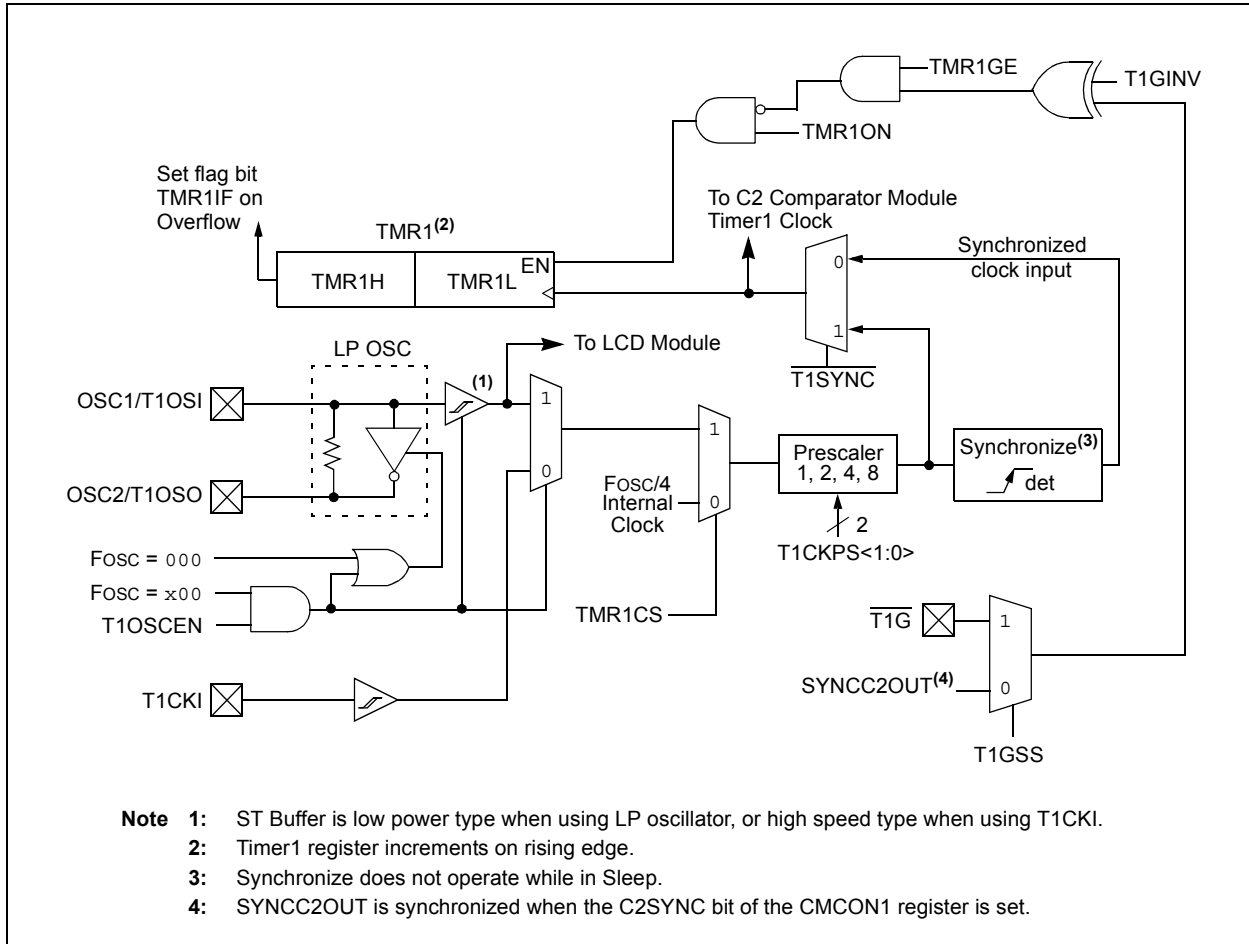 TMR1GE
T1GINV
TMR1ON
Set flag bit
TMR1IF on
Overflow
To C2 Comparator Module
Timer1 Clock
TMR1(2)
EN
TMR1H
TMR1L
0
Synchronized
clock input
1
T1SYNC
LP OSC
(1)
To LCD Module
OSC1/T1OSI
1
0
OSC2/T1OSO
1
FOSC/4
Internal
Clock
0
Prescaler
1, 2, 4, 8
Synchronize(3)
det
2
T1CKPS<1:0>
FOSC = 000
FOSC = x00
T1OSCEN
TMR1CS
T1G
1
SYNCC2OUT(4)
0
T1CKI
T1GSS
Note 1: ST Buffer is low power type when using LP oscillator, or high speed type when using T1CKI.
2: Timer1 register increments on rising edge.
3: Synchronize does not operate while in Sleep.
4: SYNCC2OUT is synchronized when the C2SYNC bit of the CMCON1 register is set.